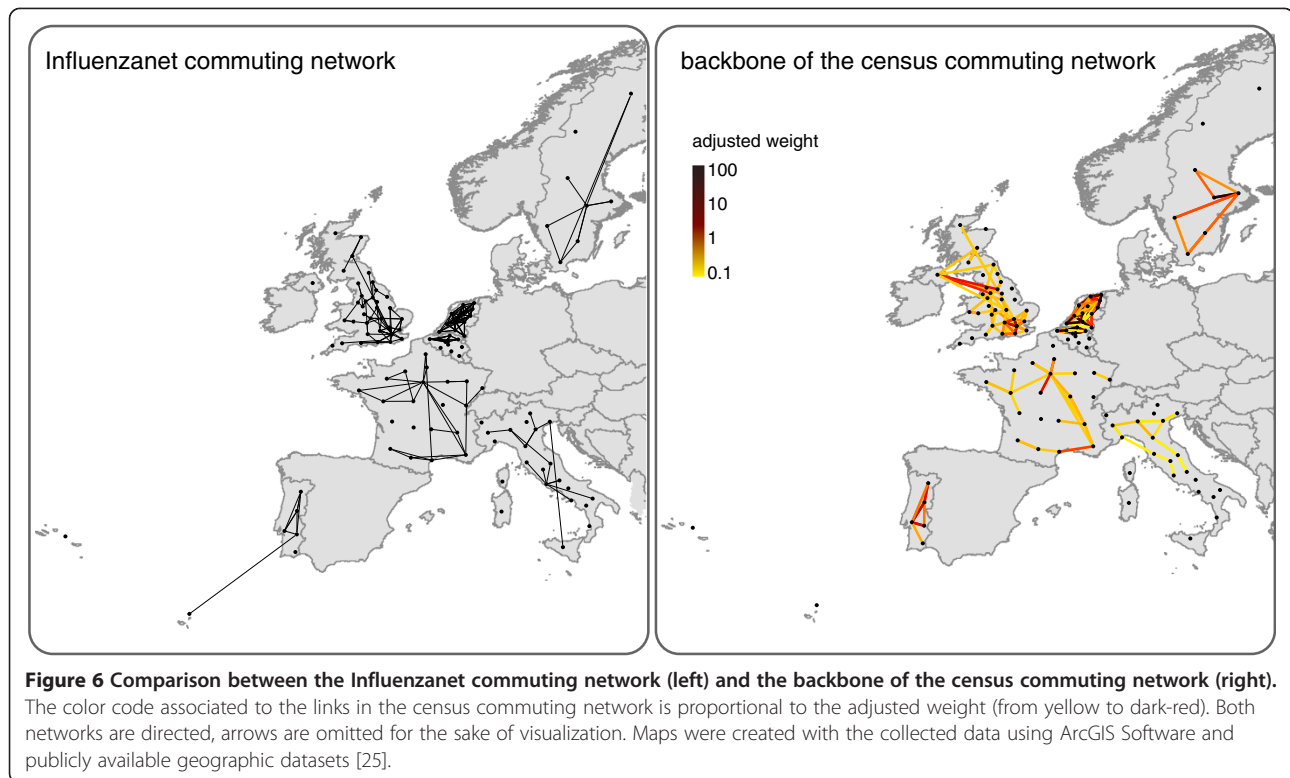 Influenzanet commuting network
backbone of the census commuting network
adjusted weight
100
10
1
0.1
Figure 6 Comparison between the Influenzanet commuting network (left) and the backbone of the census commuting network (right).
The color code associated to the links in the census commuting network is proportional to the adjusted weight (from yellow to dark-red). Both
networks are directed, arrows are omitted for the sake of visualization. Maps were created with the collected data using ArcGIS Software and
publicly available geographic datasets [25].